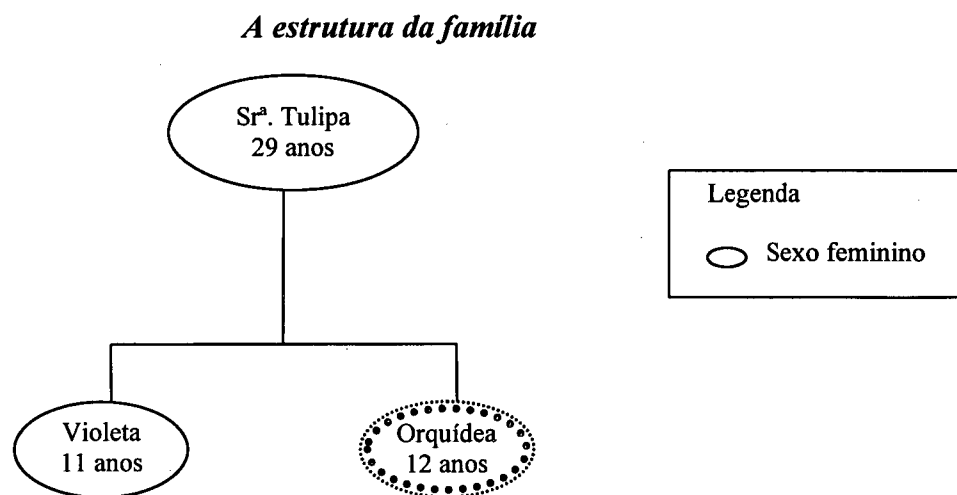 A estrutura da família
Srª. Tulipa
29 anos
Legenda
Sexo feminino
Violeta
11 anos
Orquídea
12 anos